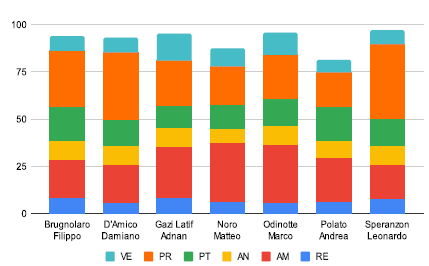 100
75
50
25
0
Brugnolaro Filippo
D'Amico Damiano
Gazi Latif Adnan
Noro Matteo
Odinotte Marco
Polato Andrea
Speranzon Leonardo
VE PR PT AN AM RE